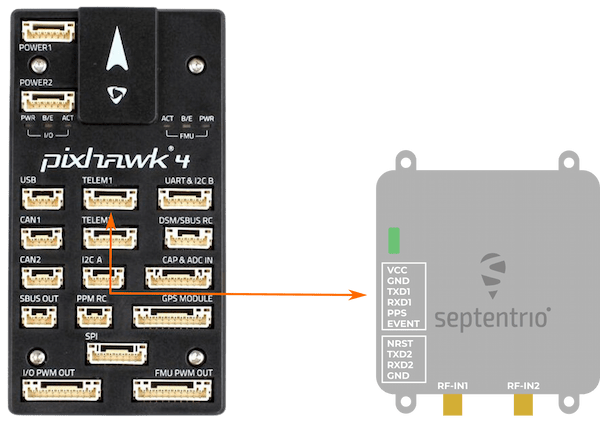 POWER1
POWER2
PWR B/E ACT
I/O
ACT B/E PWR
FMU
pixhawk® 4
USB
TELEM1
UART & I2C B
CAN1
TELEM
DSM/SBUS RC
CAN2
I2C A
CAP & ADC IN
SBUS OUT
PPM RC
GPS MODULE
SPI
I/O PWM OUT
FMU PWM OUT
VCC
GND
TXD1
RXD1
PPS
EVENT
NRST
TXD2
RXD2
GND
septentrio
RF-IN1
RF-IN2